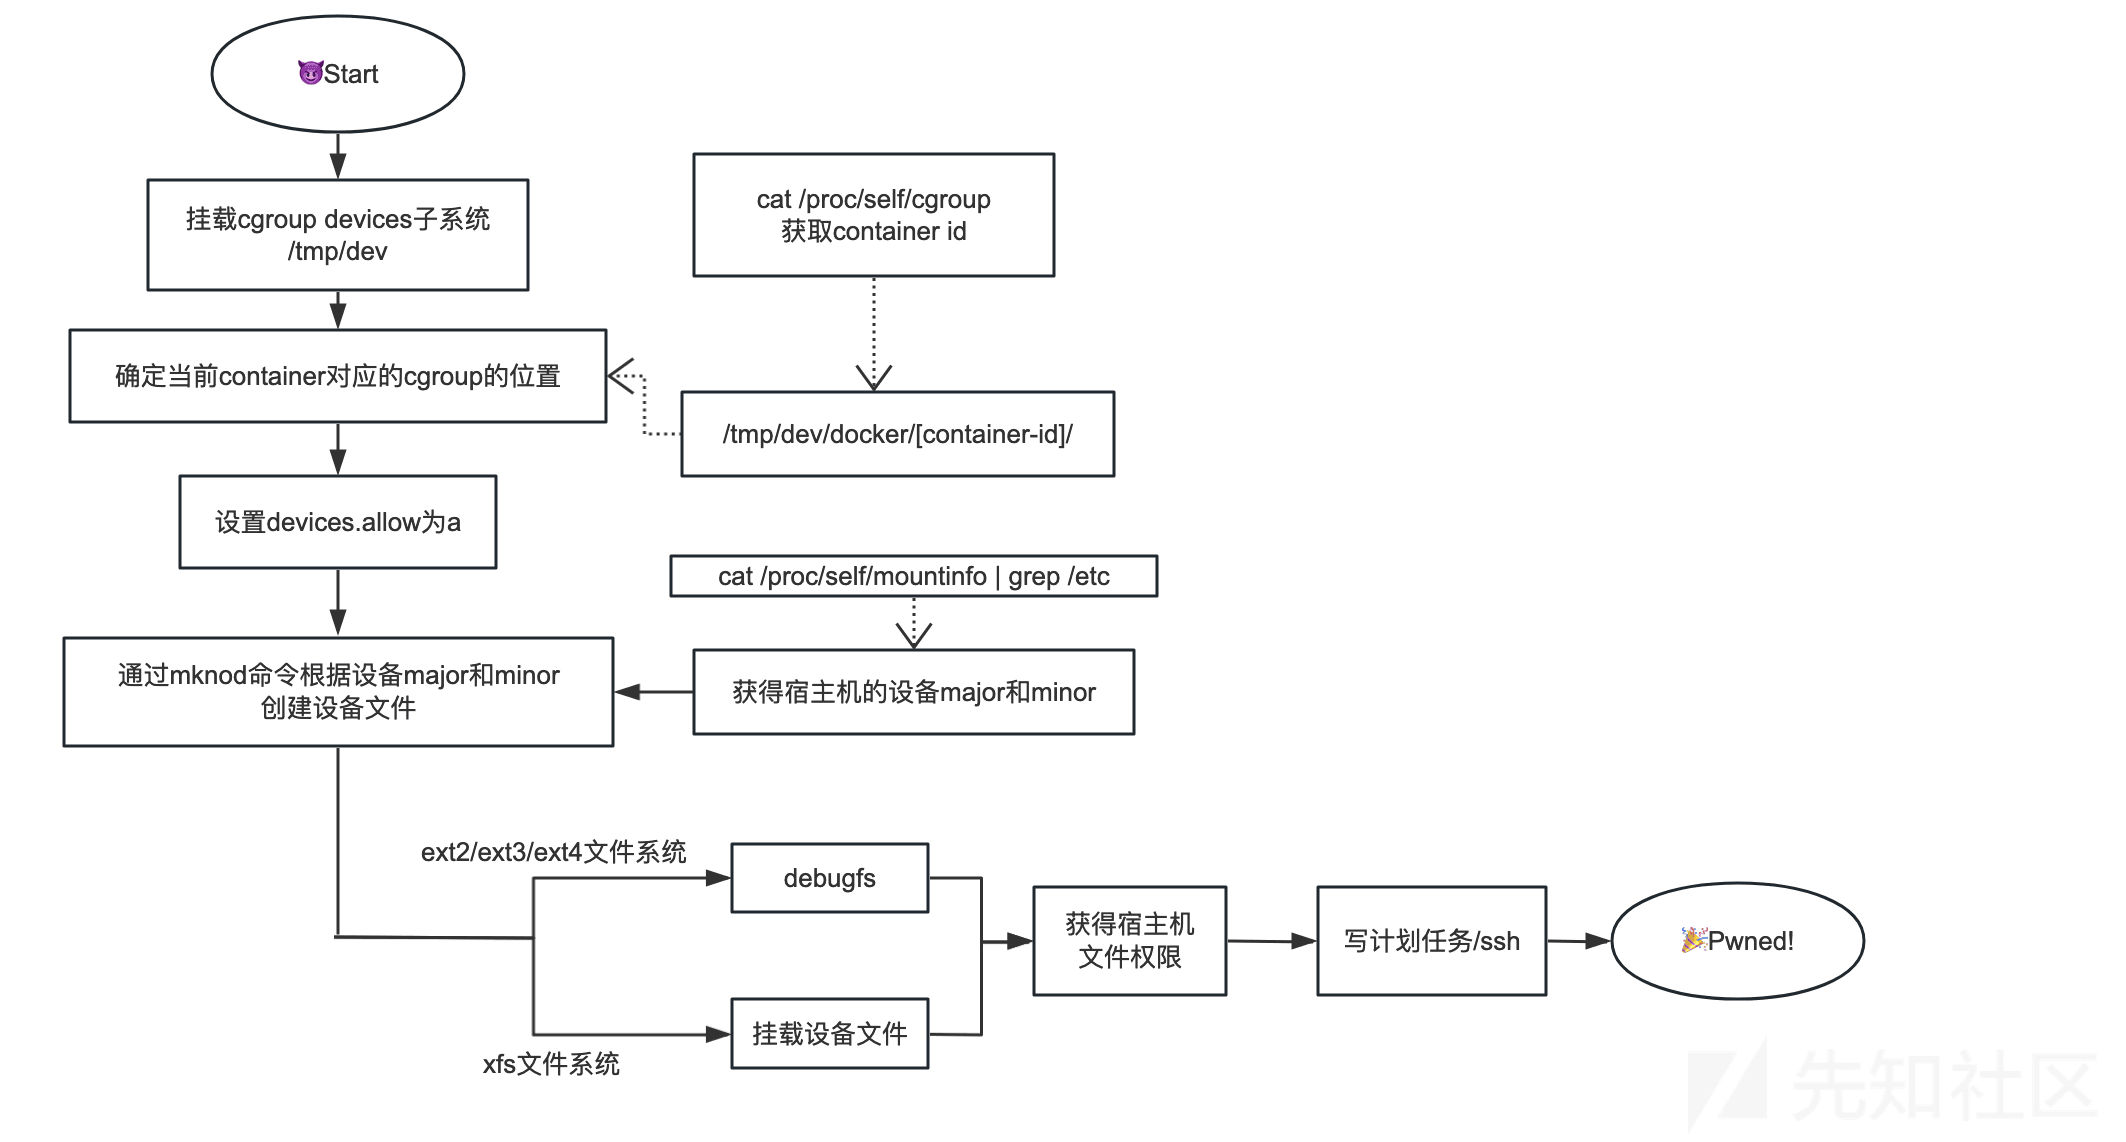 😈Start
挂载cgroup devices子系统
/tmp/dev
cat /proc/self/cgroup
获取container id
确定当前container对应的cgroup的位置
/tmp/dev/docker/[container-id]/
设置devices.allow为a
cat /proc/self/mountinfo | grep /etc
通过mknod命令根据设备major和minor
创建设备文件
获得宿主机的设备major和minor
ext2/ext3/ext4文件系统
debugfs
获得宿主机
文件权限
写计划任务/ssh
🎉Pwned!
挂载设备文件
xfs文件系统
先知社区